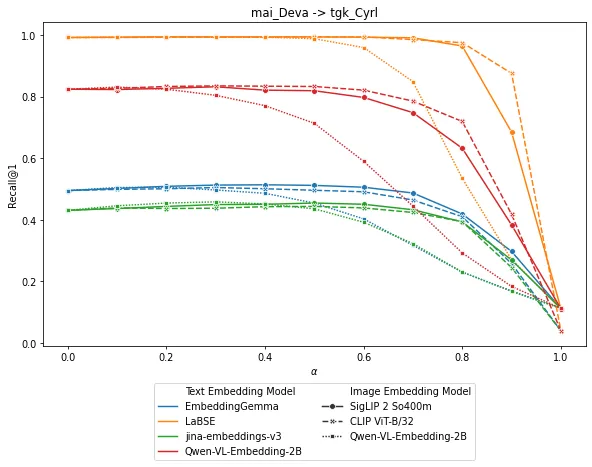 mai_Deva -> tgk_Cyrl
Recall@1
1.0
0.8
0.6
0.4
0.2
0.0
0.0 0.2 0.4 0.6 0.8 1.0
α
Text Embedding Model Image Embedding Model
EmbeddingGemma SigLIP 2 So400m
LaBSE CLIP ViT-B/32
jina-embeddings-v3 Qwen-VL-Embedding-2B
Qwen-VL-Embedding-2B